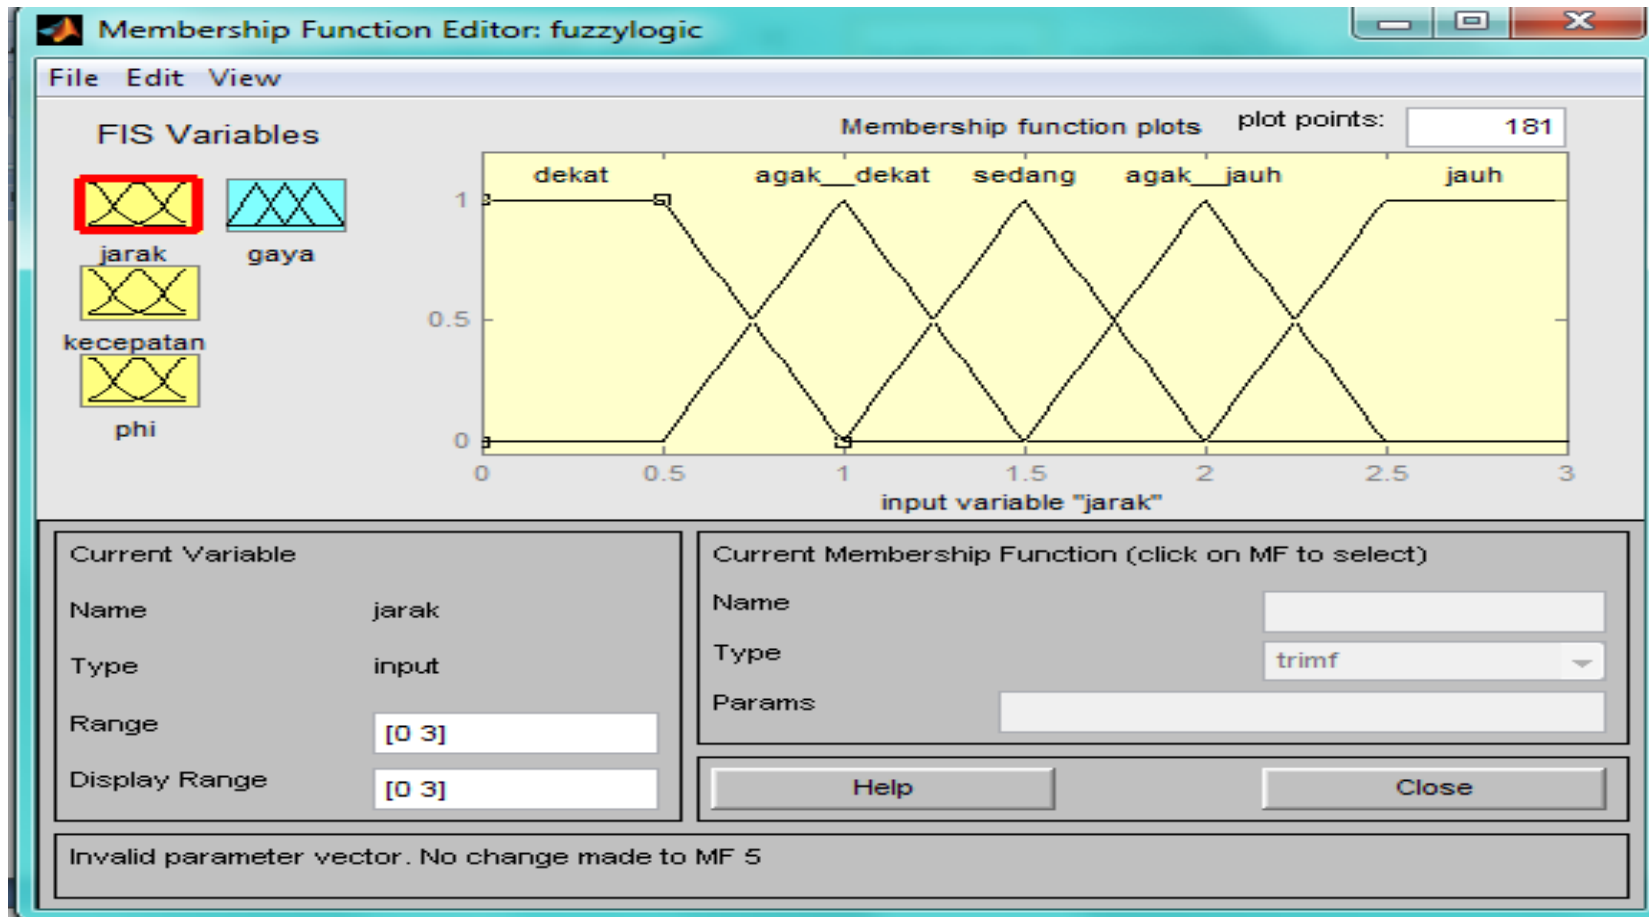 Membership Function Editor: fuzzylogic
File Edit View
FIS Variables
jarak
gaya
kecepatan
phi
Membership function plots
plot points:
181
dekat agak__dekat sedang agak__jauh jauh
1
0.5
0
0 0.5 1 1.5 2 2.5 3
input variable "jarak"
Current Variable
Name jarak
Type input
Range [0 3]
Display Range [0 3]
Current Membership Function (click on MF to select)
Name
Type trimf
Params
Help Close
Invalid parameter vector. No change made to MF 5